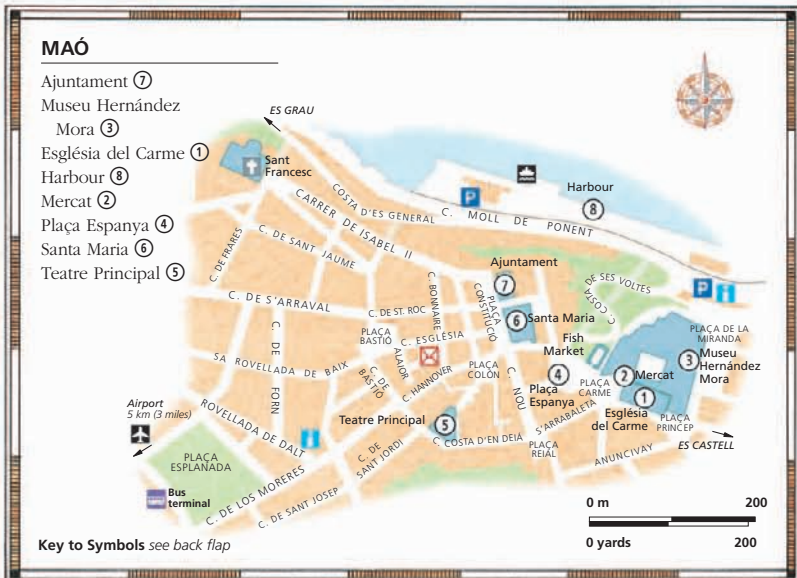 MAÓ
Ajuntament ⑦
Museu Hernández
Mora ③
Església del Carme ①
Harbour ⑧
Mercat ②
Plaça Espanya ④
Santa Maria ⑥
Teatre Principal ⑤
ES GRAU
Sant
Francesc
COSTA D'ES GENERAL
C. MOLL DE PONENT
P
Harbour
⑧
CARRER DE ISABEL II
C. DE FRARES
C. DE SANT JAUME
C. DE S'ARRAVAL
C. DE ST. ROC
C. BONNAIRE
PLAÇA
CONSTITUCIÓ
Ajuntament
⑦
⑥ Santa Maria
C. COSTA
DE SES VOLTES
P
i
PLAÇA DE LA
MIRANDA
③ Museu
Hernández
Mora
Fish
Market
② Mercat
①
Església
del Carme
PLAÇA
CARME
PLAÇA
PRINCEP
④
Plaça
Espanya
PLAÇA
BASTIÓ
C. ESGLÉSIA
C. DE FORN
SA ROVELLADA DE BAIX
C. DE
BASTIÓ
ALAIOR
C. HANNOVER
PLAÇA
COLÓN
C. NOU
S'ARRABALETA
ES CASTELL
Airport
5 km (3 miles)
ROVELLADA DE DALT
i
Teatre Principal
⑤
C. COSTA D'EN DEIÀ
PLAÇA
REIAL
ANUNCIVAY
PLAÇA
ESPLANADA
C. DE
SANT JORDI
C. DE LOS MORERES
C. DE SANT JOSEP
Bus
terminal
0 m 200
0 yards 200
Key to Symbols see back flap